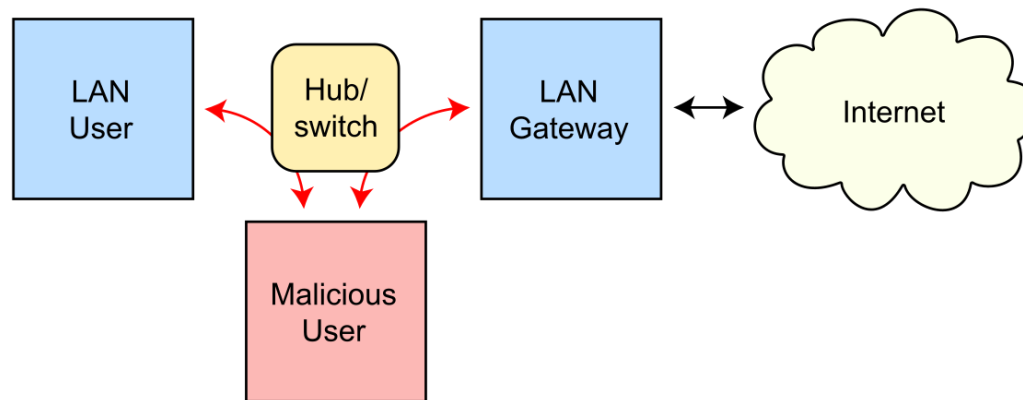 LAN
User
Hub/
switch
LAN
Gateway
Internet
Malicious
User